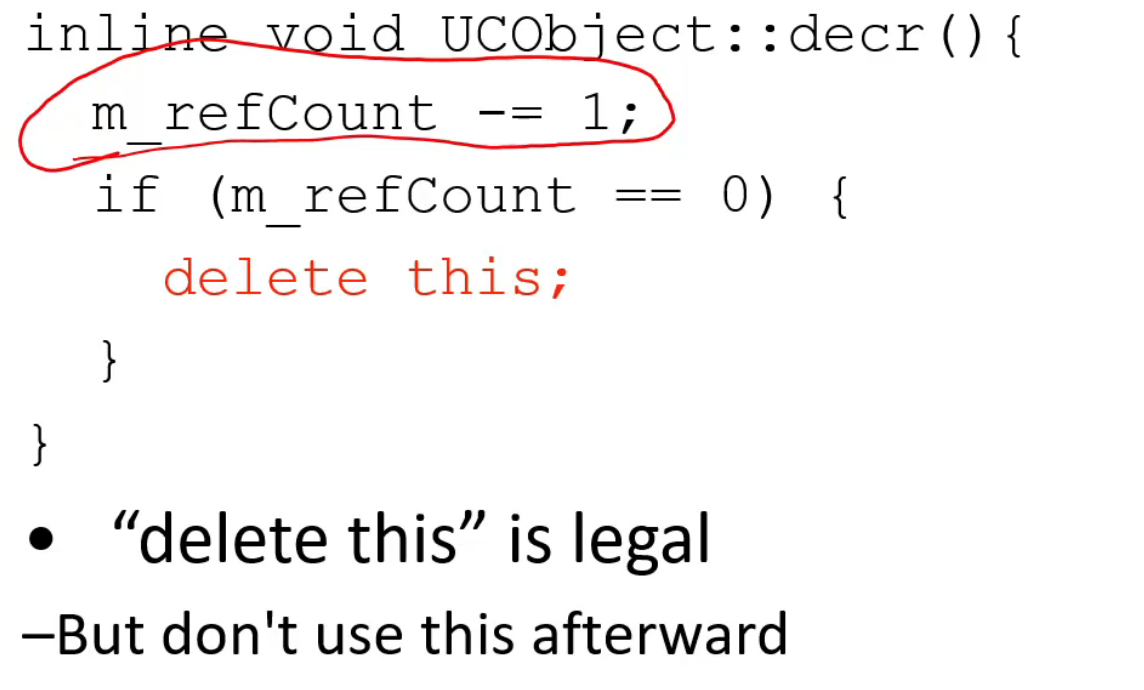 inline void UCObject::decr(){
m_refCount -= 1;
if (m_refCount == 0) {
delete this;
}
}
• “delete this” is legal
–But don't use this afterward